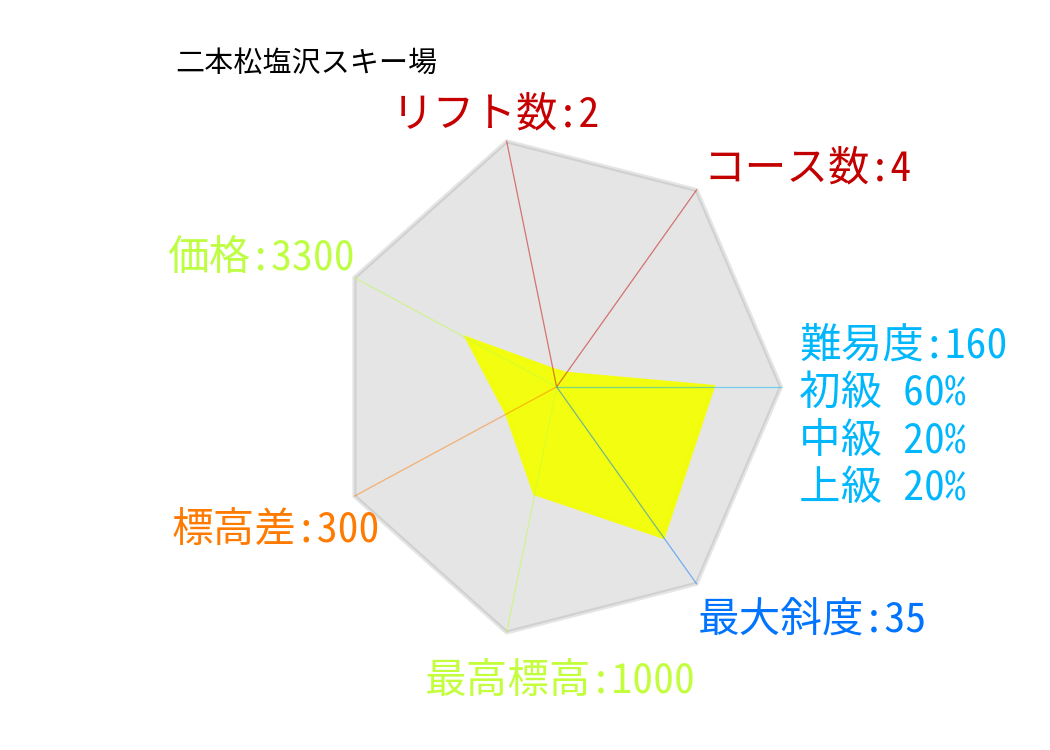 二本松塩沢スキー場
リフト数:2
コース数:4
価格:3300
難易度:160
初級 60%
中級 20%
上級 20%
標高差:300
最大斜度:35
最高標高:1000